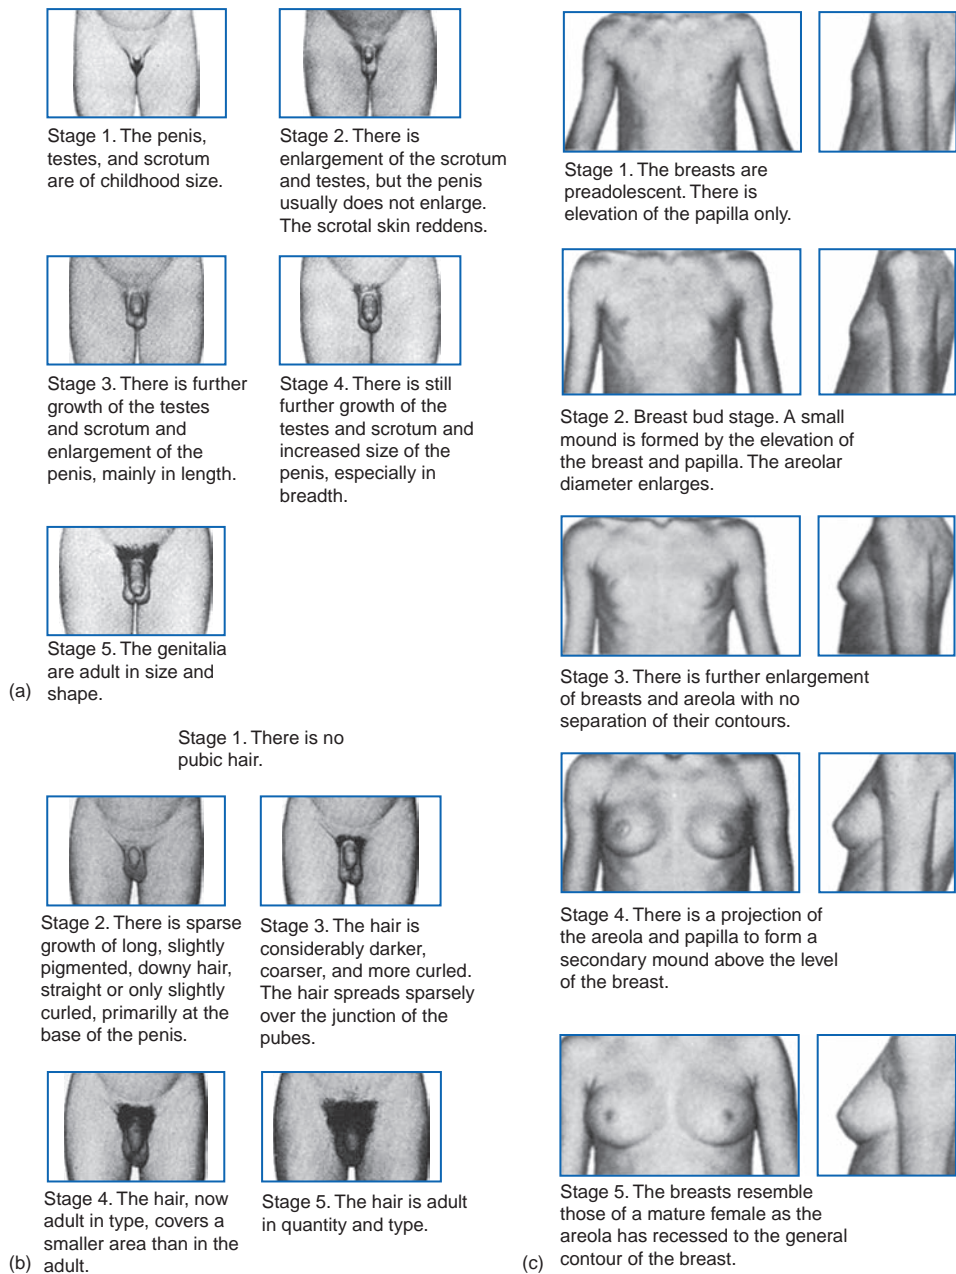 Stage 1. The penis,
testes, and scrotum
are of childhood size.
Stage 2. There is
enlargement of the scrotum
and testes, but the penis
usually does not enlarge.
The scrotal skin reddens.
Stage 3. There is further
growth of the testes
and scrotum and
enlargement of the
penis, mainly in length.
Stage 4. There is still
further growth of the
testes and scrotum and
increased size of the
penis, especially in
breadth.
Stage 5. The genitalia
are adult in size and
(a) shape.
Stage 1. There is no
pubic hair.
Stage 2. There is sparse
growth of long, slightly
pigmented, downy hair,
straight or only slightly
curled, primarilly at the
base of the penis.
Stage 3. The hair is
considerably darker,
coarser, and more curled.
The hair spreads sparsely
over the junction of the
pubes.
Stage 4. The hair, now
adult in type, covers a
smaller area than in the
(b) adult.
Stage 5. The hair is adult
in quantity and type.
Stage 1. The breasts are
preadolescent. There is
elevation of the papilla only.
Stage 2. Breast bud stage. A small
mound is formed by the elevation of
the breast and papilla. The areolar
diameter enlarges.
Stage 3. There is further enlargement
of breasts and areola with no
separation of their contours.
Stage 4. There is a projection of
the areola and papilla to form a
secondary mound above the level
of the breast.
Stage 5. The breasts resemble
those of a mature female as the
areola has recessed to the general
(c) contour of the breast.